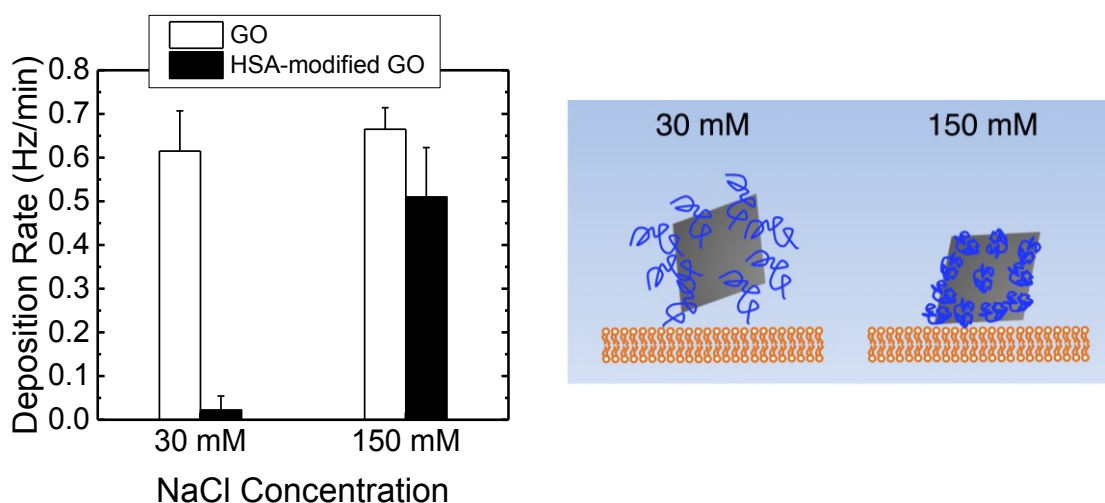 GO
HSA-modified GO
Deposition Rate (Hz/min)
0.8
0.7
0.6
0.5
0.4
0.3
0.2
0.1
0.0
30 mM
150 mM
NaCl Concentration
30 mM
150 mM